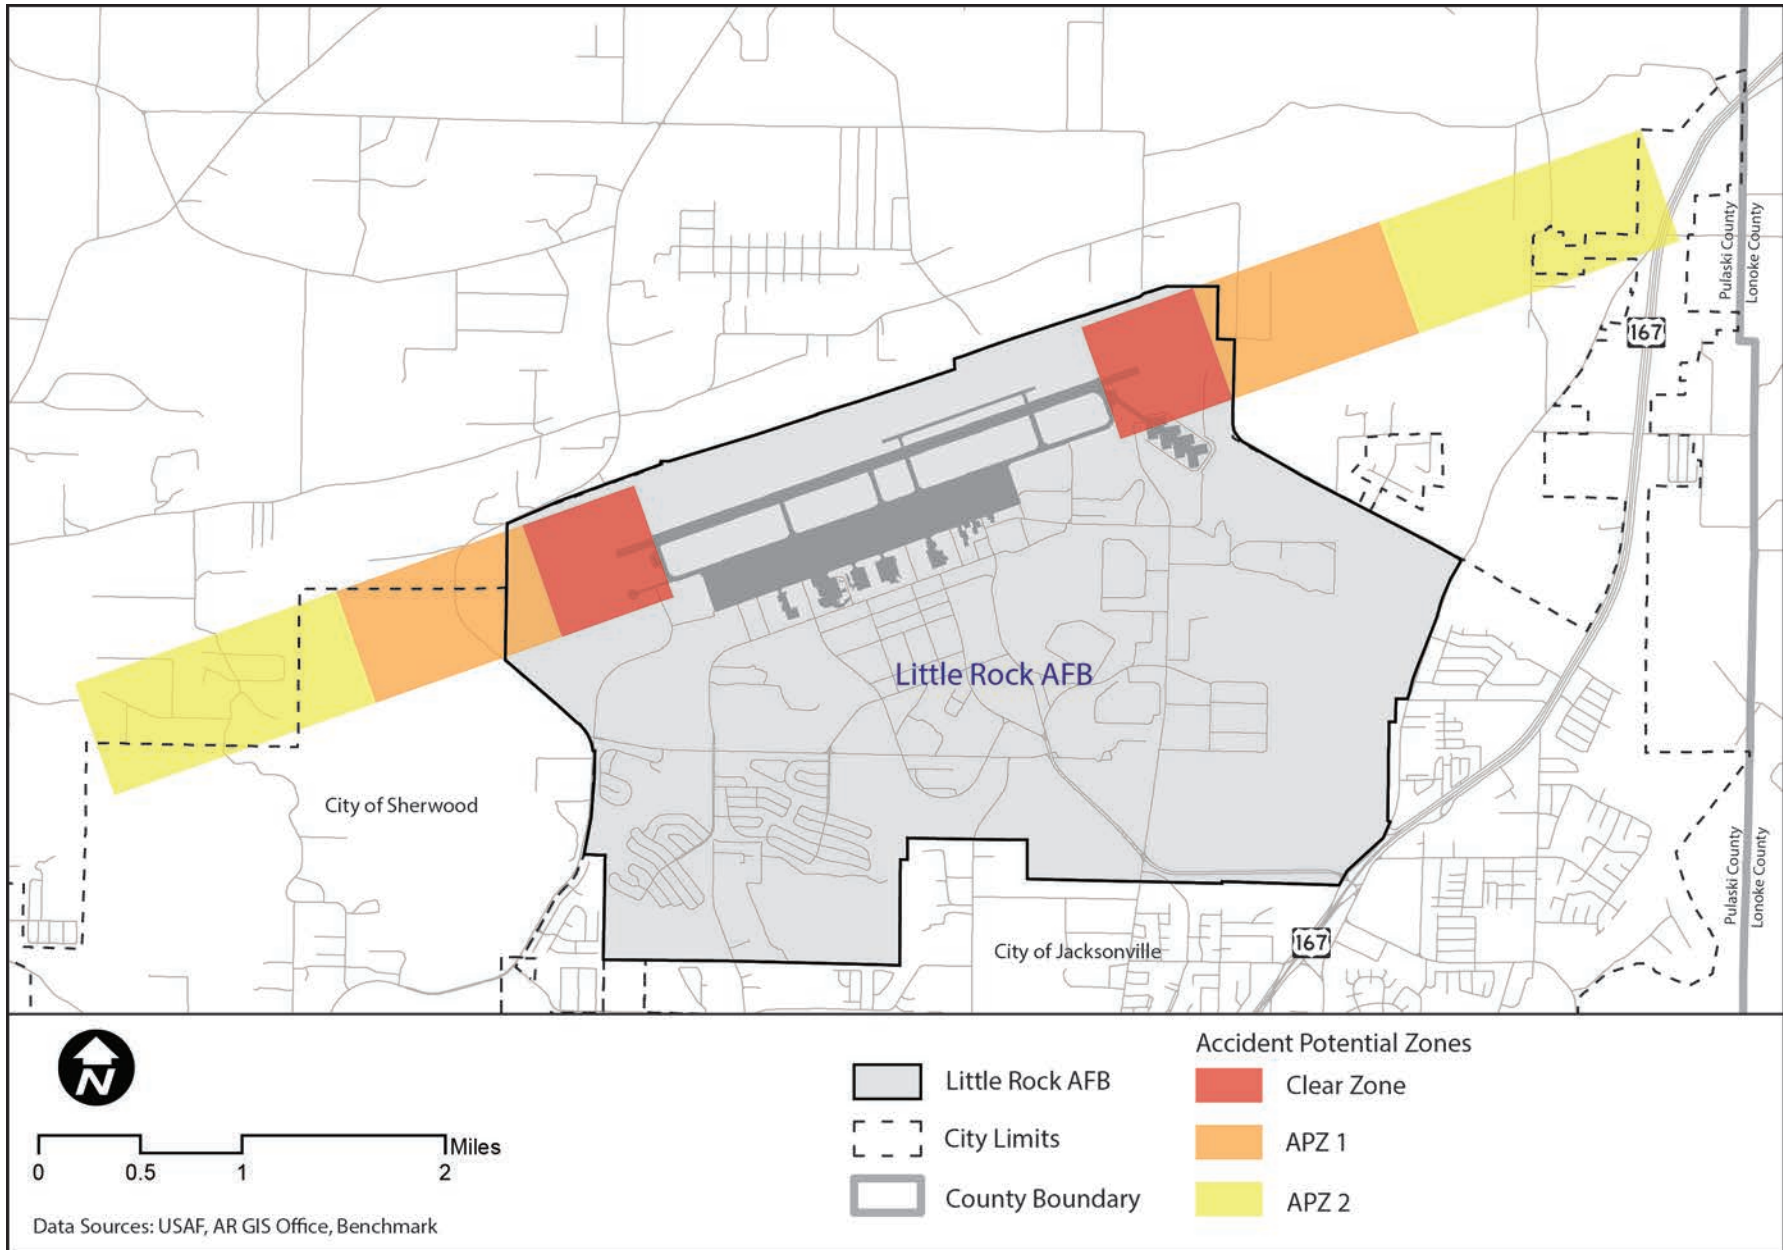 Pulaski County
Lonoke County
167
Little Rock AFB
City of Sherwood
Pulaski County
Lonoke County
City of Jacksonville
167
N
Miles
0 0.5 1 2
Data Sources: USAF, AR GIS Office, Benchmark
Little Rock AFB
City Limits
County Boundary
Accident Potential Zones
Clear Zone
APZ 1
APZ 2